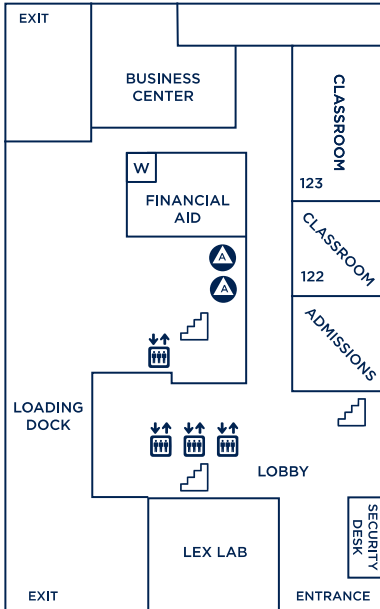 EXIT
BUSINESS
CENTER
CLASSROOM
123
W
FINANCIAL
AID
A
A
CLASSROOM
122
ADMISSIONS
LOADING
DOCK
LOBBY
SECURITY
DESK
LEX LAB
EXIT
ENTRANCE